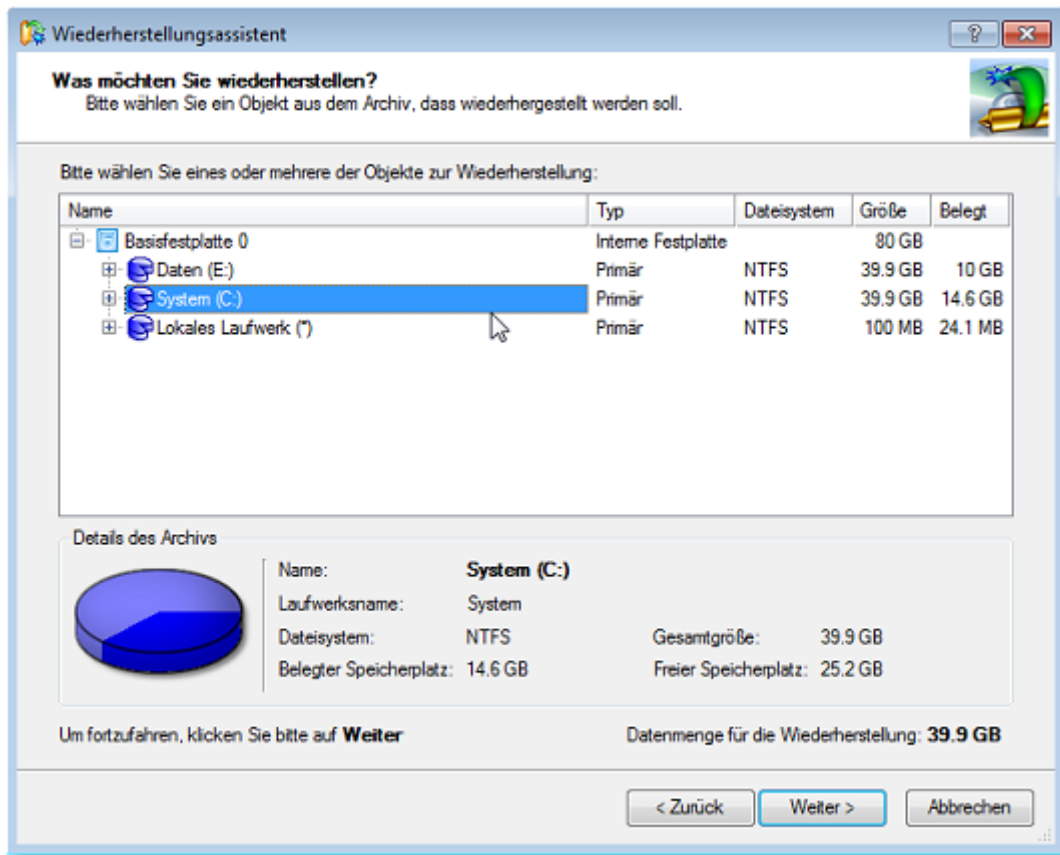 Wiederherstellungsassistent
Was möchten Sie wiederherstellen?
Bitte wählen Sie ein Objekt aus dem Archiv, dass wiederhergestellt werden soll.
Bitte wählen Sie eines oder mehrere der Objekte zur Wiederherstellung:
Name Typ Dateisystem Größe Belegt
Basisfestplatte 0 Interne Festplatte 80 GB
Daten (E:) Primär NTFS 39.9 GB 10 GB
System (C:) Primär NTFS 39.9 GB 14.6 GB
Lokales Laufwerk (*) Primär NTFS 100 MB 24.1 MB
Details des Archivs
Name: System (C:)
Laufwerksname: System
Dateisystem: NTFS Gesamtgröße: 39.9 GB
Belegter Speicherplatz: 14.6 GB Freier Speicherplatz: 25.2 GB
Um fortzufahren, klicken Sie bitte auf Weiter Datenmenge für die Wiederherstellung: 39.9 GB
< Zurück Weiter > Abbrechen